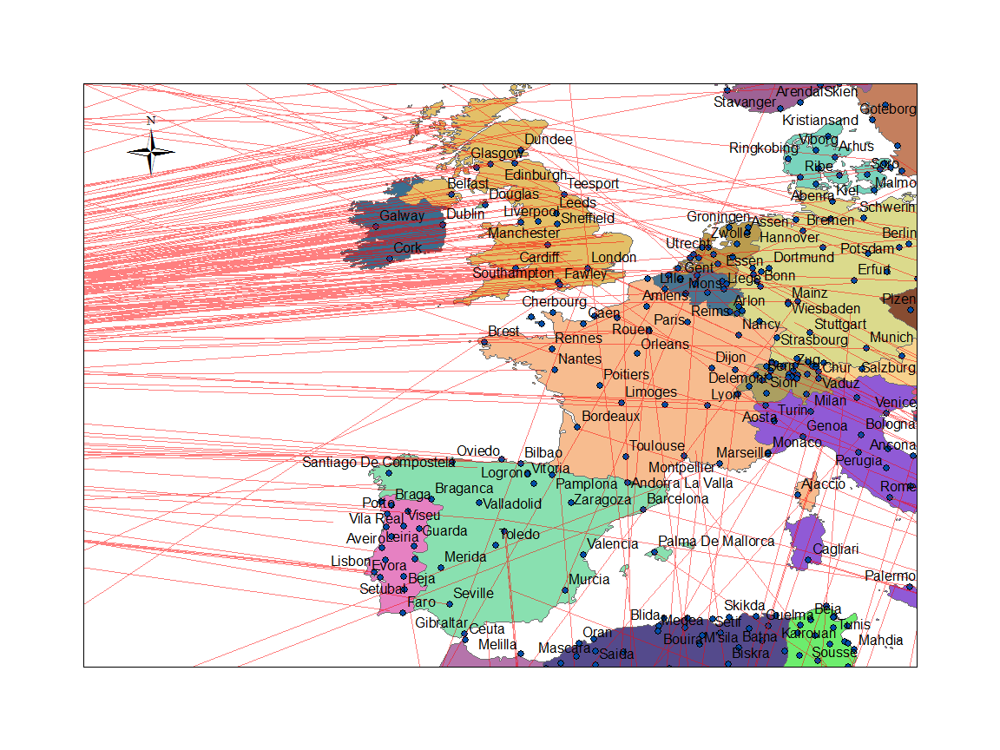 Arendal
Skien
Stavanger
Goteborg
N
Kristiansand
Dundee
Viborg
Arhus
Ringkobing
Glasgow
Ribe
Soro
Edinburgh
Belfast
Teesport
Malmo
Douglas
Kiel
Abenra
Leeds
Schwerin
Galway
Dublin
Liverpool
Sheffield
Groningen
Assen
Bremen
Manchester
Zwolle
Hannover
Berlin
Cork
Utrecht
Potsdam
Cardiff
London
Essen
Dortmund
Southampton
Fawley
Gent
Erfurt
Lille
Mons
Liege
Bonn
Cherbourg
Amiens
Arlon
Mainz
Plzen
Caen
Reims
Wiesbaden
Brest
Rouen
Paris
Nancy
Stuttgart
Rennes
Orleans
Strasbourg
Munich
Nantes
Dijon
Bern
Zug
Chur
Salzburg
Poitiers
Delemont
Sion
Vaduz
Limoges
Lyon
Milan
Venice
Bordeaux
Aosta
Turin
Genoa
Bologna
Toulouse
Marseille
Monaco
Ancona
Oviedo
Bilbao
Santiago De Compostela
Montpellier
Perugia
Logrono
Vitoria
Pamplona
Andorra La Valla
Ajaccio
Rome
Braga
Braganca
Porto
Valladolid
Zaragoza
Barcelona
Vila Real
Viseu
Aveiro
Leiria
Guarda
Toledo
Valencia
Palma De Mallorca
Cagliari
Lisbon
Evora
Merida
Setubal
Beja
Murcia
Palermo
Faro
Seville
Skikda
Gibraltar
Ceuta
Blida
Medea
Setif
Guelma
Beja
Tunis
Melilla
Oran
Bouira
M'sila
Batna
Kairouan
Mahdia
Mascara
Saida
Biskra
Sousse